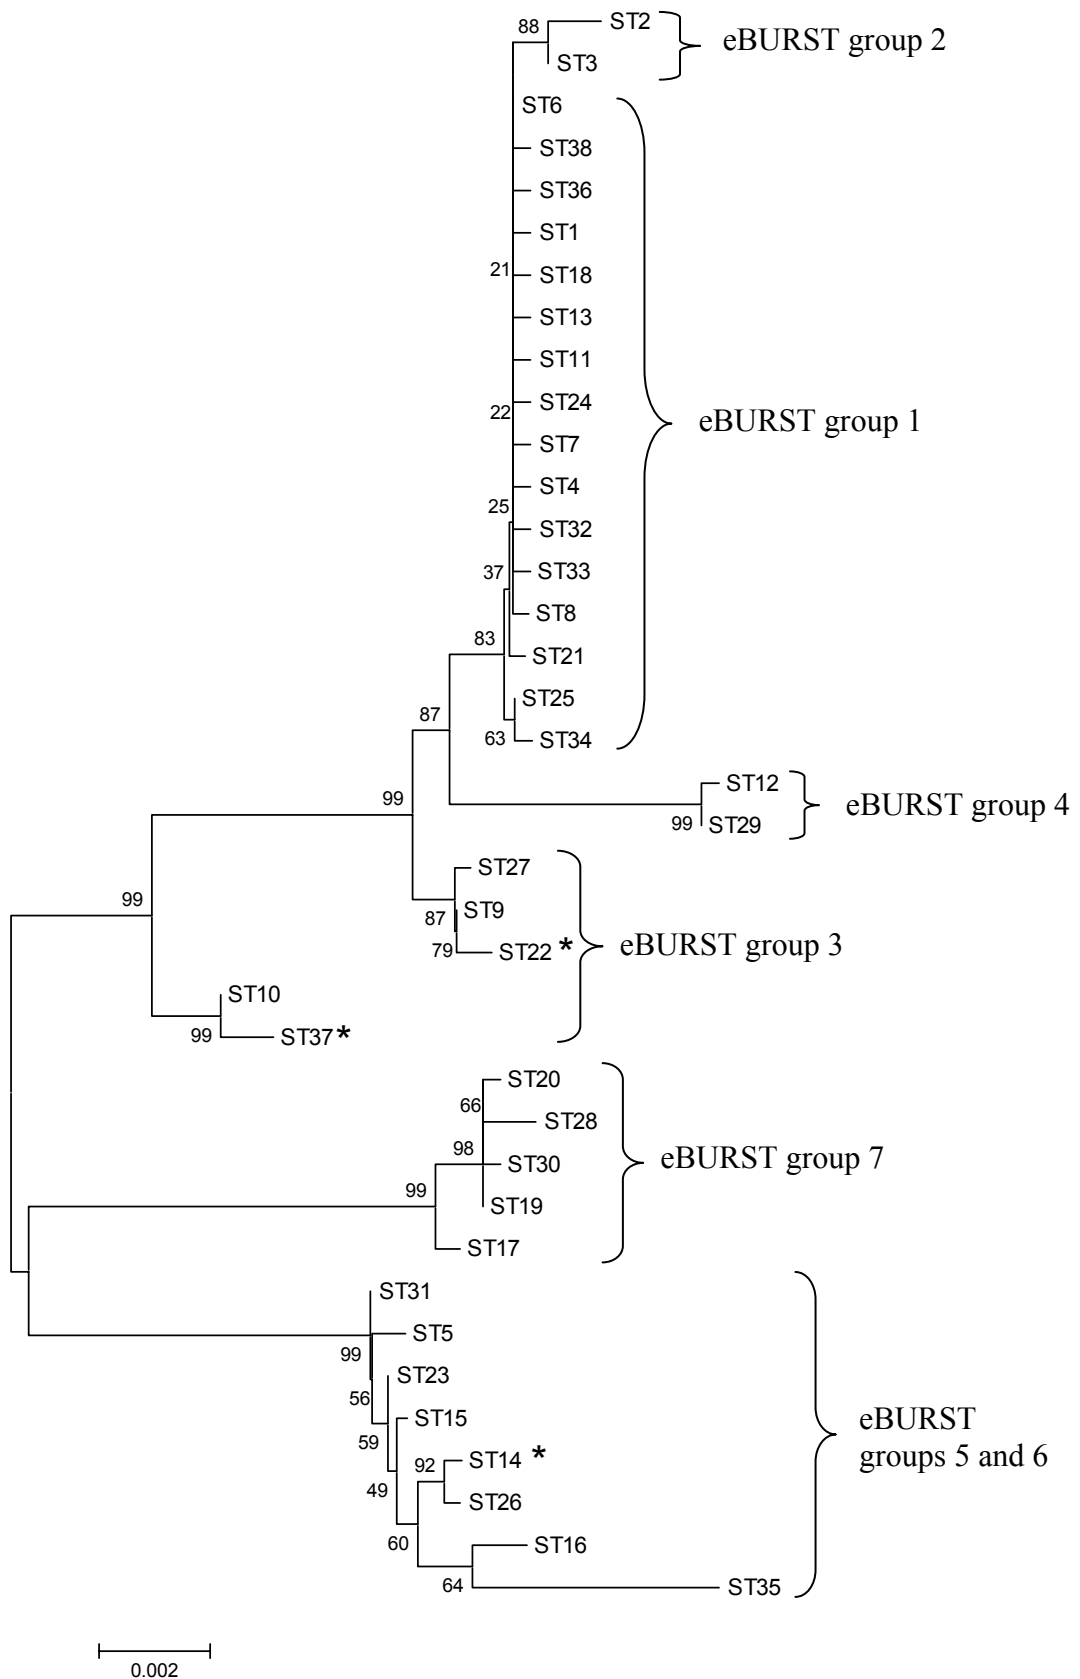 88
ST2
eBURST group 2
ST3
ST6
ST38
ST36
ST1
21
ST18
ST13
ST11
22
ST24
eBURST group 1
ST7
ST4
25
ST32
37
ST33
ST8
83
ST21
ST25
63
ST34
87
ST12
99
eBURST group 4
99
ST29
ST27
99
87
ST9
79
ST22 *
eBURST group 3
ST10
99
ST37*
ST20
66
ST28
98
ST30
eBURST group 7
99
ST19
ST17
ST31
ST5
99
ST23
56
ST15
eBURST
groups 5 and 6
59
92
ST14 *
49
ST26
60
ST16
64
ST35
0.002